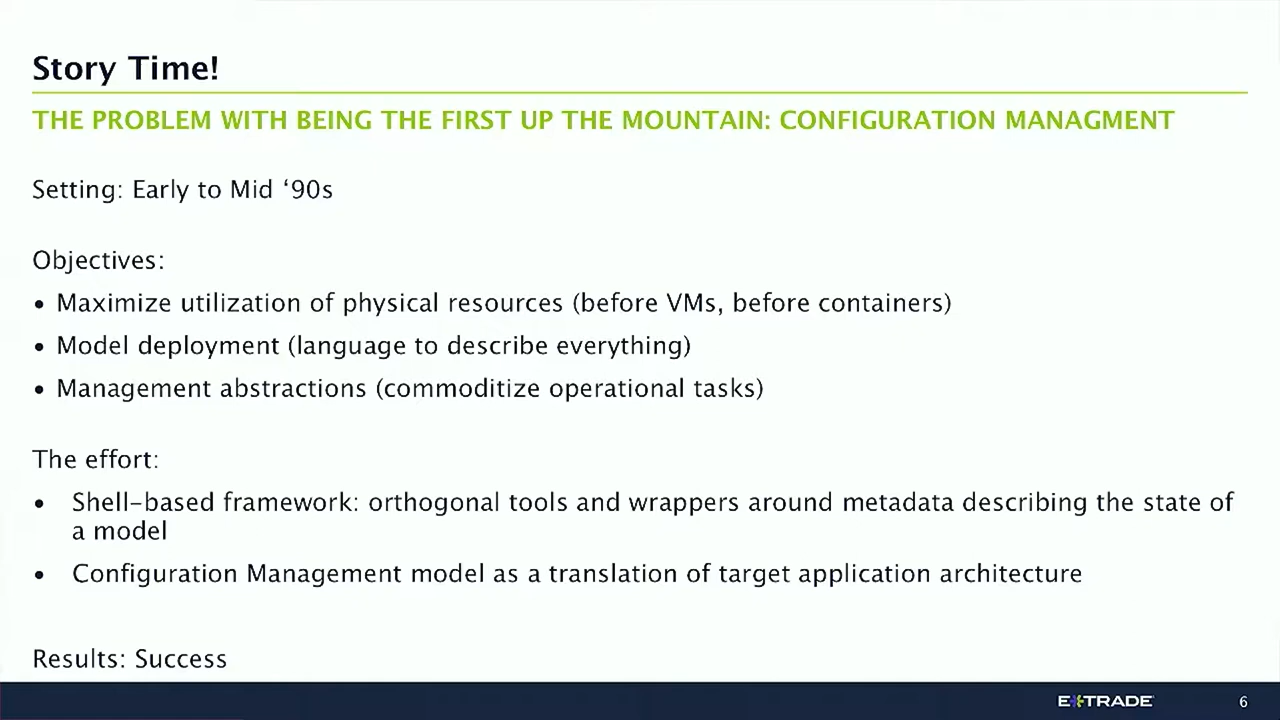 Story Time!
THE PROBLEM WITH BEING THE FIRST UP THE MOUNTAIN: CONFIGURATION MANAGMENT
Setting: Early to Mid ‘90s
Objectives:
• Maximize utilization of physical resources (before VMs, before containers)
• Model deployment (language to describe everything)
• Management abstractions (commoditize operational tasks)
The effort:
• Shell-based framework: orthogonal tools and wrappers around metadata describing the state of
a model
• Configuration Management model as a translation of target application architecture
Results: Success
E*TRADE 6